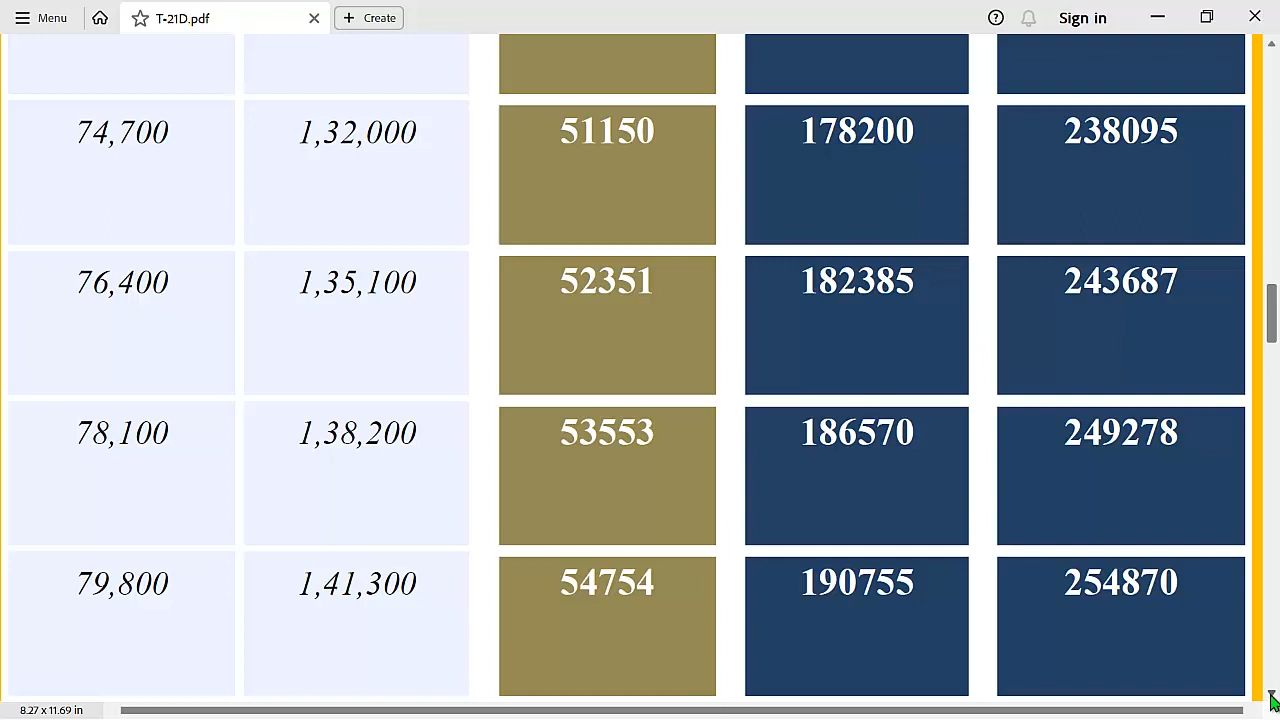 Menu T-21D.pdf Create Sign in
74,700 1,32,000 51150 178200 238095
76,400 1,35,100 52351 182385 243687
78,100 1,38,200 53553 186570 249278
79,800 1,41,300 54754 190755 254870
8.27 x 11.69 in